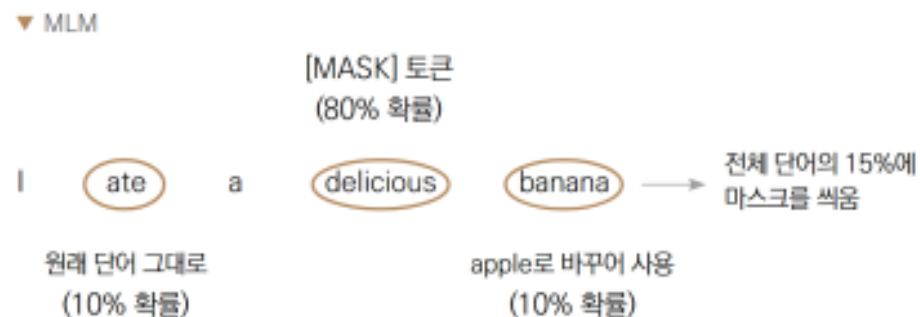 ▼ MLM
[MASK] 토큰
(80% 확률)
I ate a delicious banana
전체 단어의 15%에
마스크를 씌움
원래 단어 그대로
(10% 확률)
apple로 바꾸어 사용
(10% 확률)